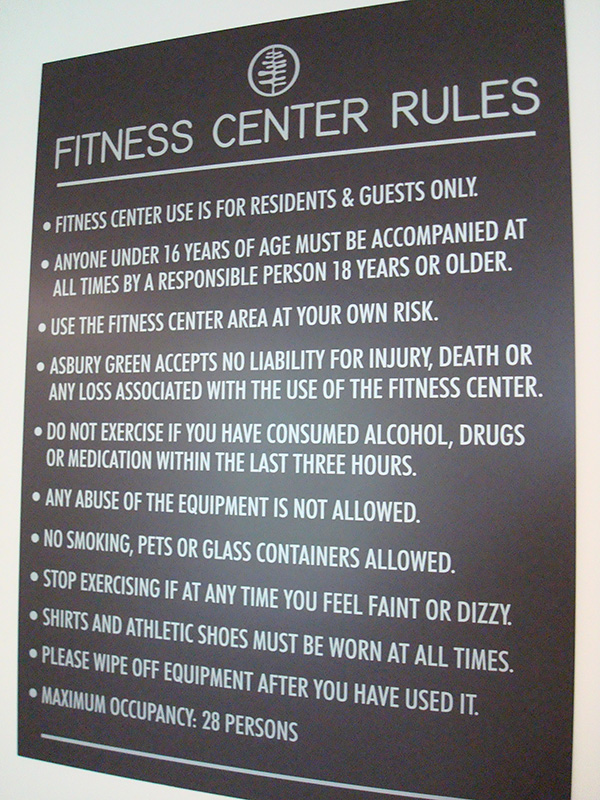 FITNESS CENTER RULES
• FITNESS CENTER USE IS FOR RESIDENTS & GUESTS ONLY.
• ANYONE UNDER 16 YEARS OF AGE MUST BE ACCOMPANIED AT
ALL TIMES BY A RESPONSIBLE PERSON 18 YEARS OR OLDER.
• USE THE FITNESS CENTER AREA AT YOUR OWN RISK.
• ASBURY GREEN ACCEPTS NO LIABILITY FOR INJURY, DEATH OR
ANY LOSS ASSOCIATED WITH THE USE OF THE FITNESS CENTER.
• DO NOT EXERCISE IF YOU HAVE CONSUMED ALCOHOL, DRUGS
OR MEDICATION WITHIN THE LAST THREE HOURS.
• ANY ABUSE OF THE EQUIPMENT IS NOT ALLOWED.
• NO SMOKING, PETS OR GLASS CONTAINERS ALLOWED.
• STOP EXERCISING IF AT ANY TIME YOU FEEL FAINT OR DIZZY.
• SHIRTS AND ATHLETIC SHOES MUST BE WORN AT ALL TIMES.
• PLEASE WIPE OFF EQUIPMENT AFTER YOU HAVE USED IT.
• MAXIMUM OCCUPANCY: 28 PERSONS